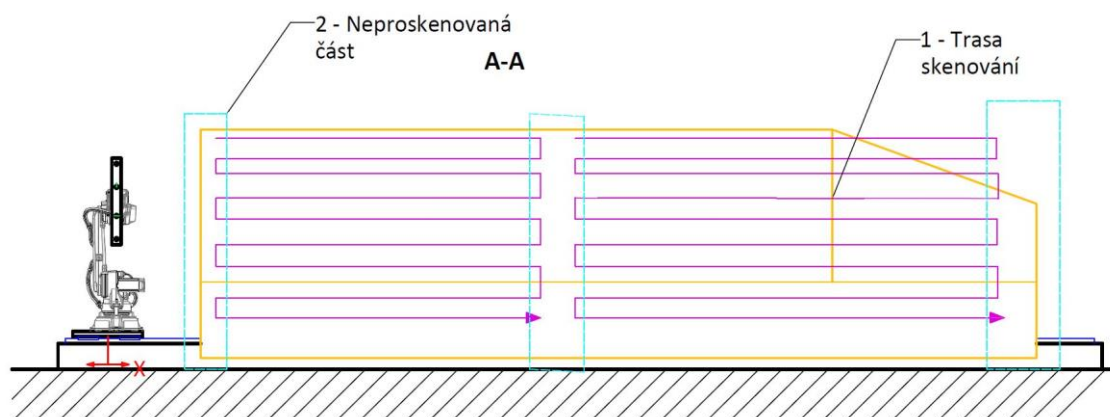 2 - Neproskenovaná
část
A-A
1 - Trasa
skenování
X